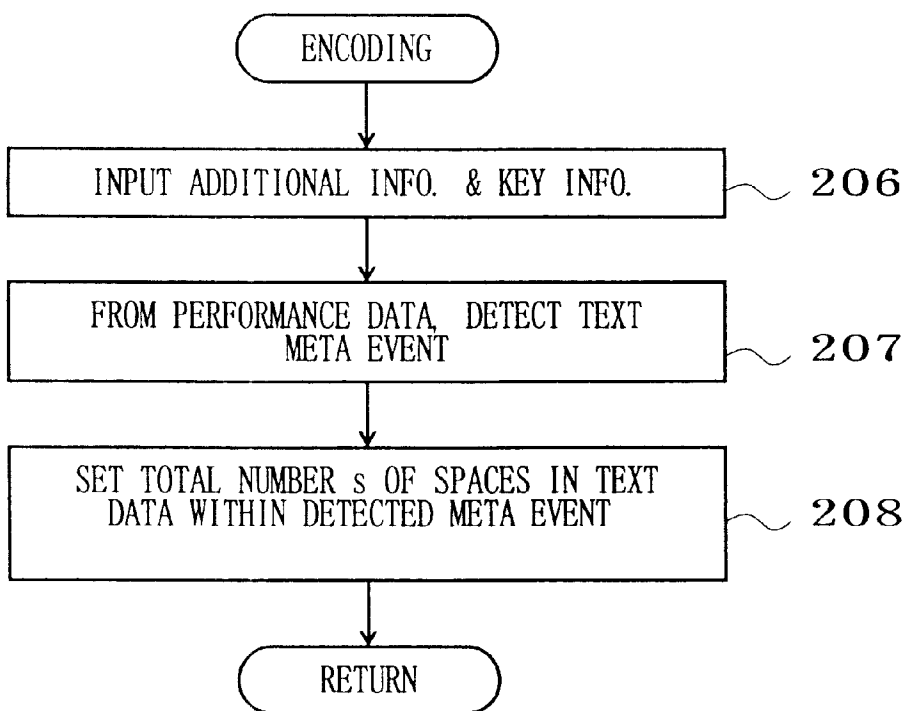 ENCODING
INPUT ADDITIONAL INFO. & KEY INFO.
206
FROM PERFORMANCE DATA, DETECT TEXT
META EVENT
207
SET TOTAL NUMBER s OF SPACES IN TEXT
DATA WITHIN DETECTED META EVENT
208
RETURN